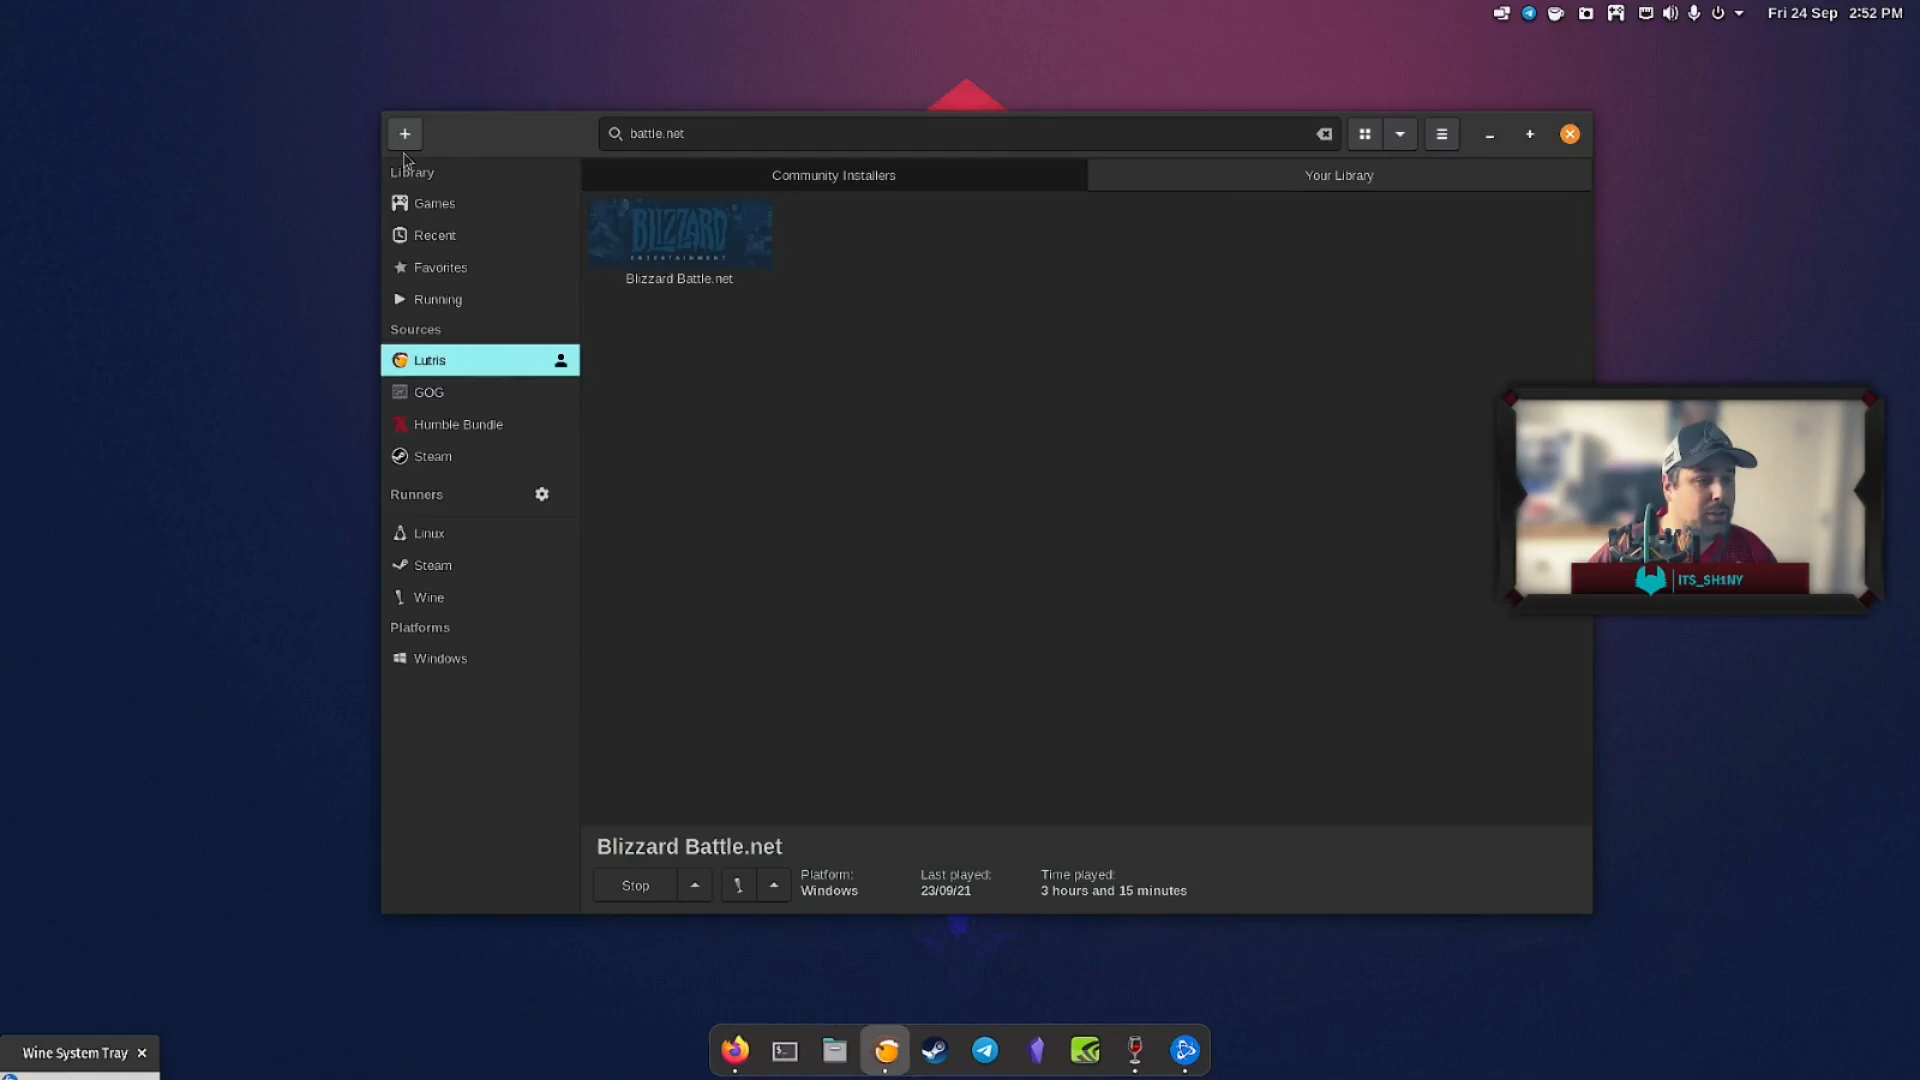 Fri 24 Sep 2:52 PM
battle.net
Library
Games
Recent
Favorites
Running
Sources
Lutris
GOG
Humble Bundle
Steam
Runners
Linux
Steam
Wine
Platforms
Windows
Community Installers
Your Library
BLIZZARD
ENTERTAINMENT
Blizzard Battle.net
ITS_SH1NY
Blizzard Battle.net
Stop
Platform:
Windows
Last played:
23/09/21
Time played:
3 hours and 15 minutes
Wine System Tray